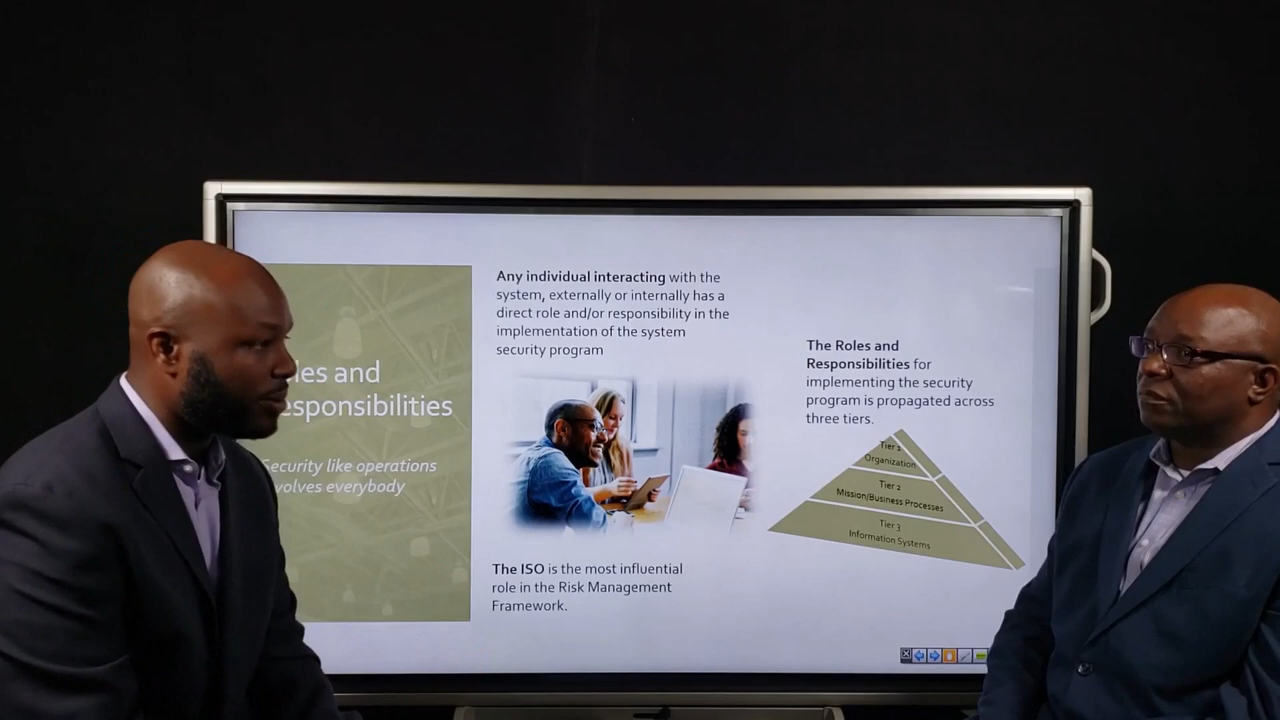 les and
esponsibilities
Security like operations
volves everybody
Any individual interacting with the
system, externally or internally has a
direct role and/or responsibility in the
implementation of the system
security program
The ISO is the most influential
role in the Risk Management
Framework.
The Roles and
Responsibilities for
implementing the security
program is propagated across
three tiers.
Tier 1
Organization
Tier 2
Mission/Business Processes
Tier 3
Information Systems